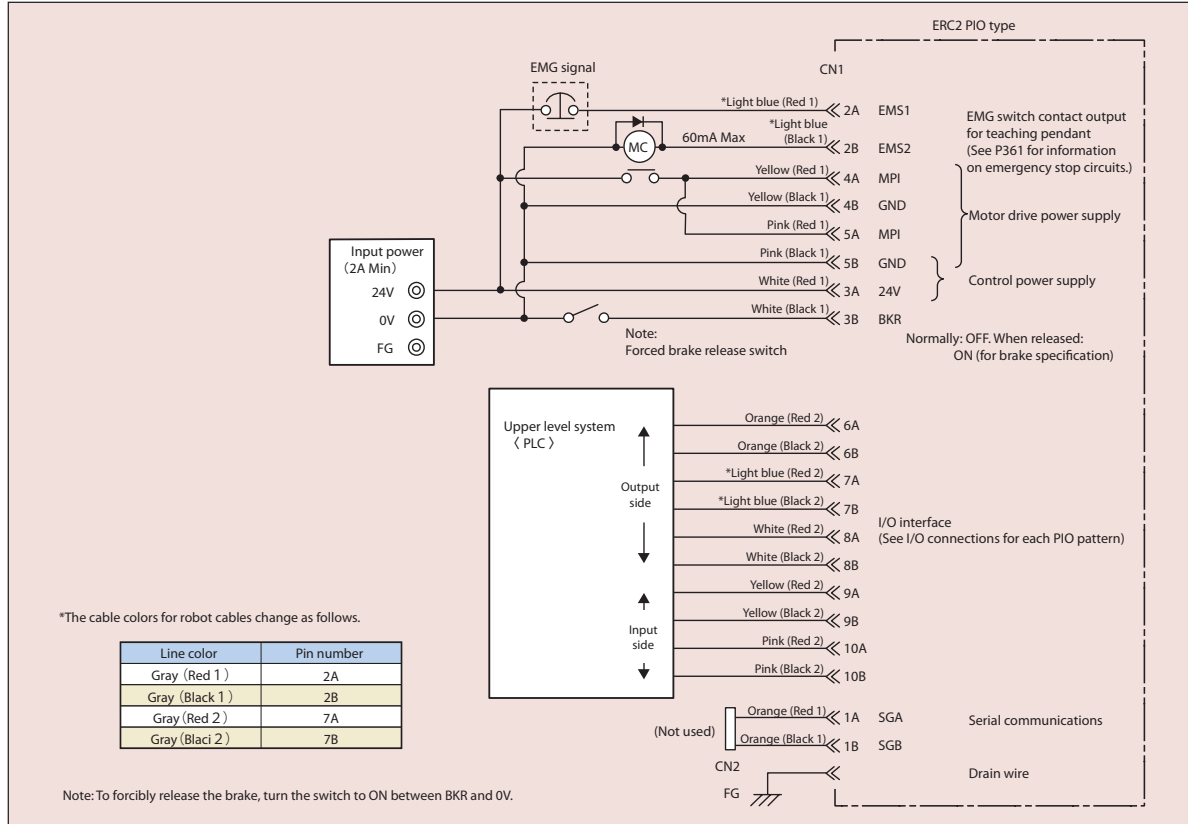 ERC2 PIO type
CN1
EMG signal
*Light blue (Red 1) 2A EMS1
EMG switch contact output
for teaching pendant
(See P361 for information
on emergency stop circuits.)
MC
60mA Max
*Light blue
(Black 1) 2B EMS2
Yellow (Red 1) 4A MPI
Yellow (Black 1) 4B GND
Motor drive power supply
Pink (Red 1) 5A MPI
Pink (Black 1) 5B GND
Control power supply
White (Red 1) 3A 24V
White (Black 1) 3B BKR
Input power
(2A Min)
24V
0V
FG
Note:
Forced brake release switch
Normally: OFF. When released:
ON (for brake specification)
Upper level system
〈 PLC 〉
Output
side
Input
side
Orange (Red 2) 6A
Orange (Black 2) 6B
*Light blue (Red 2) 7A
*Light blue (Black 2) 7B
White (Red 2) 8A
White (Black 2) 8B
Yellow (Red 2) 9A
Yellow (Black 2) 9B
Pink (Red 2) 10A
Pink (Black 2) 10B
I/O interface
(See I/O connections for each PIO pattern)
*The cable colors for robot cables change as follows.
Line color Pin number
Gray (Red 1) 2A
Gray (Black 1) 2B
Gray (Red 2) 7A
Gray (Blaci 2) 7B
(Not used)
Orange (Red 1) 1A SGA
Orange (Black 1) 1B SGB
Serial communications
CN2
FG
Drain wire
Note: To forcibly release the brake, turn the switch to ON between BKR and 0V.